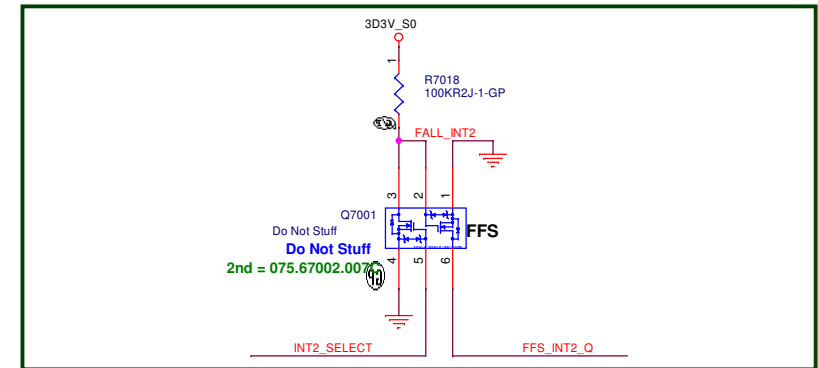 3D3V_S0
1
R7018
100KR2J-1-GP
FALL_INT2
3
2
1
Q7001
Do Not Stuff
FFS
Do Not Stuff
2nd = 075.67002.007C
4
5
6
INT2_SELECT
FFS_INT2_Q